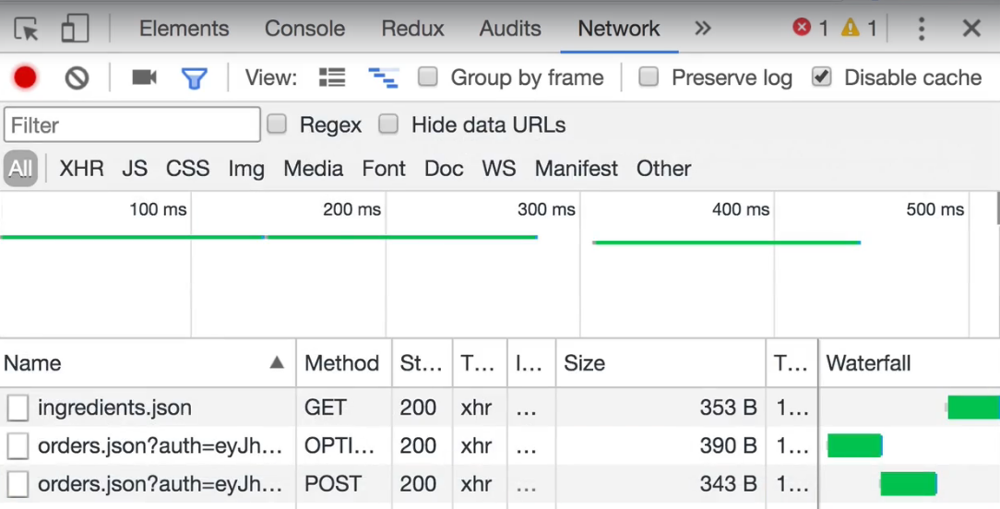 Elements Console Redux Audits Network » 1 1
View: Group by frame Preserve log Disable cache
Filter Regex Hide data URLs
All XHR JS CSS Img Media Font Doc WS Manifest Other
100 ms 200 ms 300 ms 400 ms 500 ms
Name Method St... T... I... Size T... Waterfall
ingredients.json GET 200 xhr ... 353 B 1...
orders.json?auth=eyJh... OPTI... 200 xhr ... 390 B 1...
orders.json?auth=eyJh... POST 200 xhr ... 343 B 1...